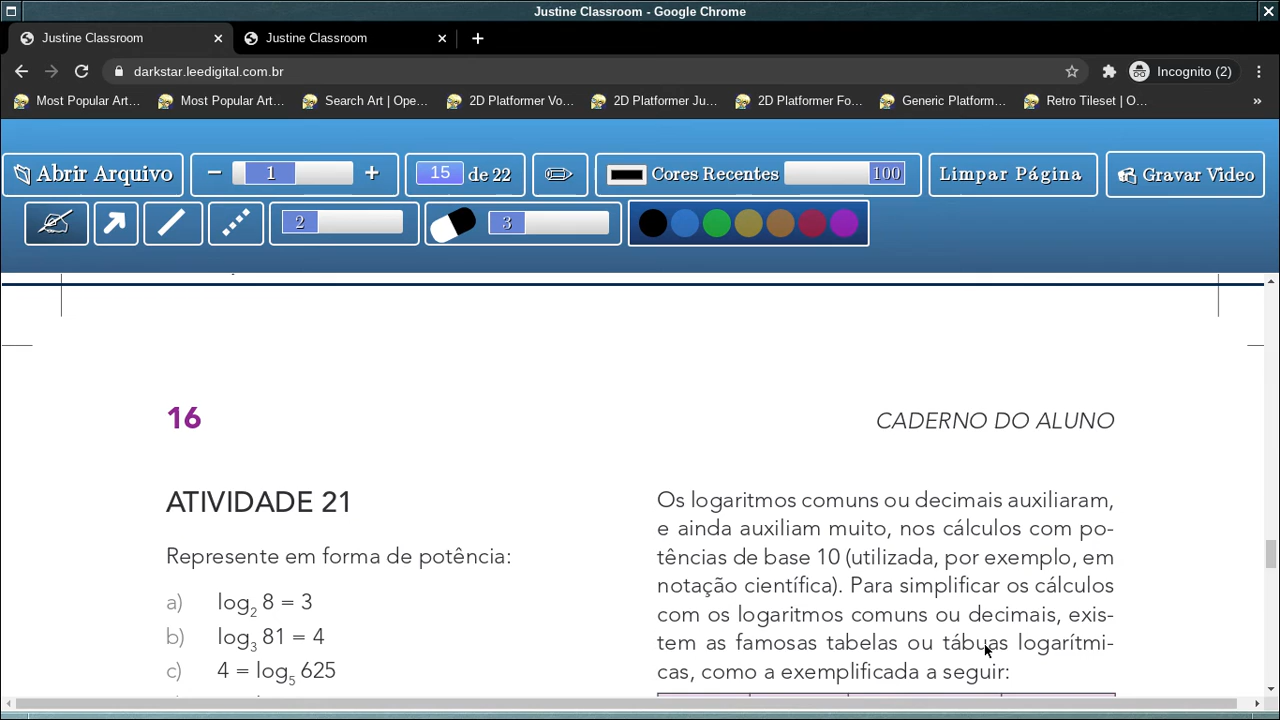 Justine Classroom - Google Chrome
Justine Classroom
Justine Classroom
darkstar.leedigital.com.br
Incognito (2)
Most Popular Art…
Most Popular Art…
Search Art | Ope…
2D Platformer Vo…
2D Platformer Ju…
2D Platformer Fo…
Generic Platform…
Retro Tileset | O…
Abrir Arquivo
− 1 +
15 de 22
Cores Recentes 100
Limpar Página
Gravar Video
2
3
16
CADERNO DO ALUNO
ATIVIDADE 21
Represente em forma de potência:
a) log2 8 = 3
b) log3 81 = 4
c) 4 = log5 625
Os logaritmos comuns ou decimais auxiliaram,
e ainda auxiliam muito, nos cálculos com po-
tências de base 10 (utilizada, por exemplo, em
notação científica). Para simplificar os cálculos
com os logaritmos comuns ou decimais, exis-
tem as famosas tabelas ou tábuas logarítmi-
cas, como a exemplificada a seguir: